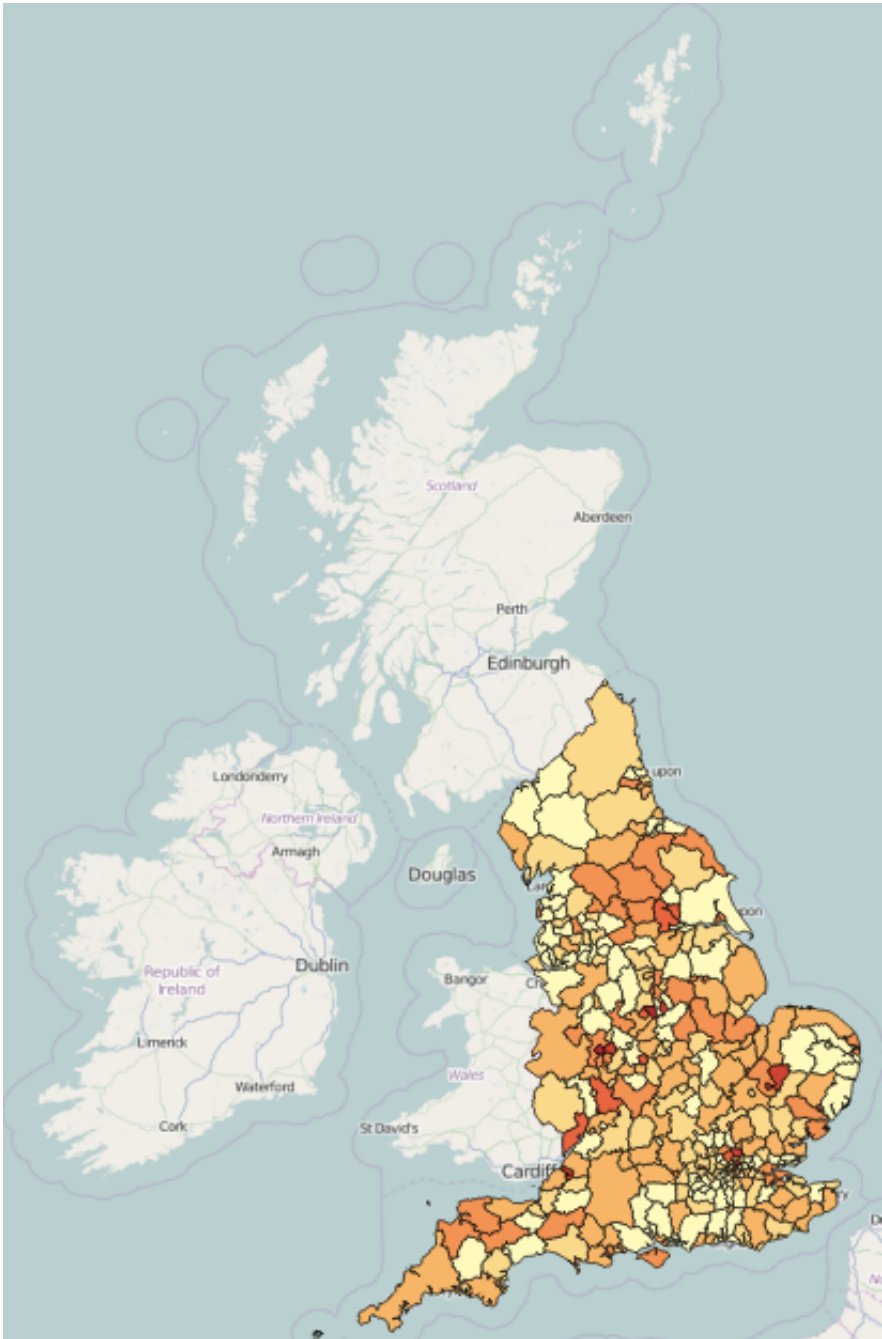 Scotland
Aberdeen
Perth
Edinburgh
upon
Londonderry
Northern Ireland
Armagh
Douglas
Dublin
Republic of
Ireland
Bangor
Limerick
Wales
Waterford
Cork
St David's
Cardiff